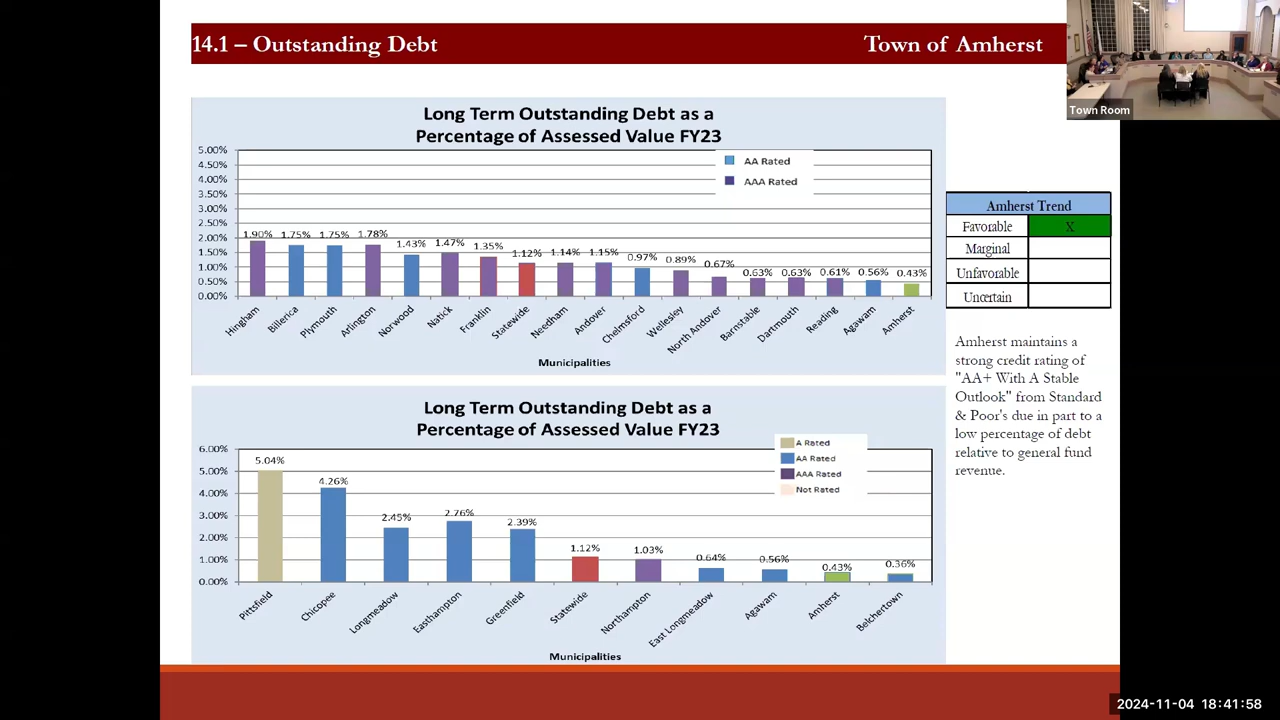 14.1 – Outstanding Debt
Town of Amherst
Town Room
Long Term Outstanding Debt as a
Percentage of Assessed Value FY23
AA Rated
AAA Rated
5.00%
4.50%
4.00%
3.50%
3.00%
2.50%
2.00%
1.50%
1.00%
0.50%
0.00%
1.90% 1.75% 1.75% 1.78% 1.43% 1.47% 1.35% 1.12% 1.14% 1.15% 0.97% 0.89% 0.67% 0.63% 0.63% 0.61% 0.56% 0.43%
Hingham Billerica Plymouth Arlington Norwood Natick Franklin Statewide Needham Andover Chelmsford Wellesley North Andover Barnstable Dartmouth Reading Agawam Amherst
Municipalities
Amherst Trend
Favorable X
Marginal
Unfavorable
Uncertain
Amherst maintains a
strong credit rating of
"AA+ With A Stable
Outlook" from Standard
& Poor's due in part to a
low percentage of debt
relative to general fund
revenue.
Long Term Outstanding Debt as a
Percentage of Assessed Value FY23
A Rated
AA Rated
AAA Rated
Not Rated
6.00%
5.00%
4.00%
3.00%
2.00%
1.00%
0.00%
5.04% 4.26% 2.45% 2.76% 2.39% 1.12% 1.03% 0.64% 0.56% 0.43% 0.36%
Pittsfield Chicopee Longmeadow Easthampton Greenfield Statewide Northampton East Longmeadow Agawam Amherst Belchertown
Municipalities
2024-11-04 18:41:58